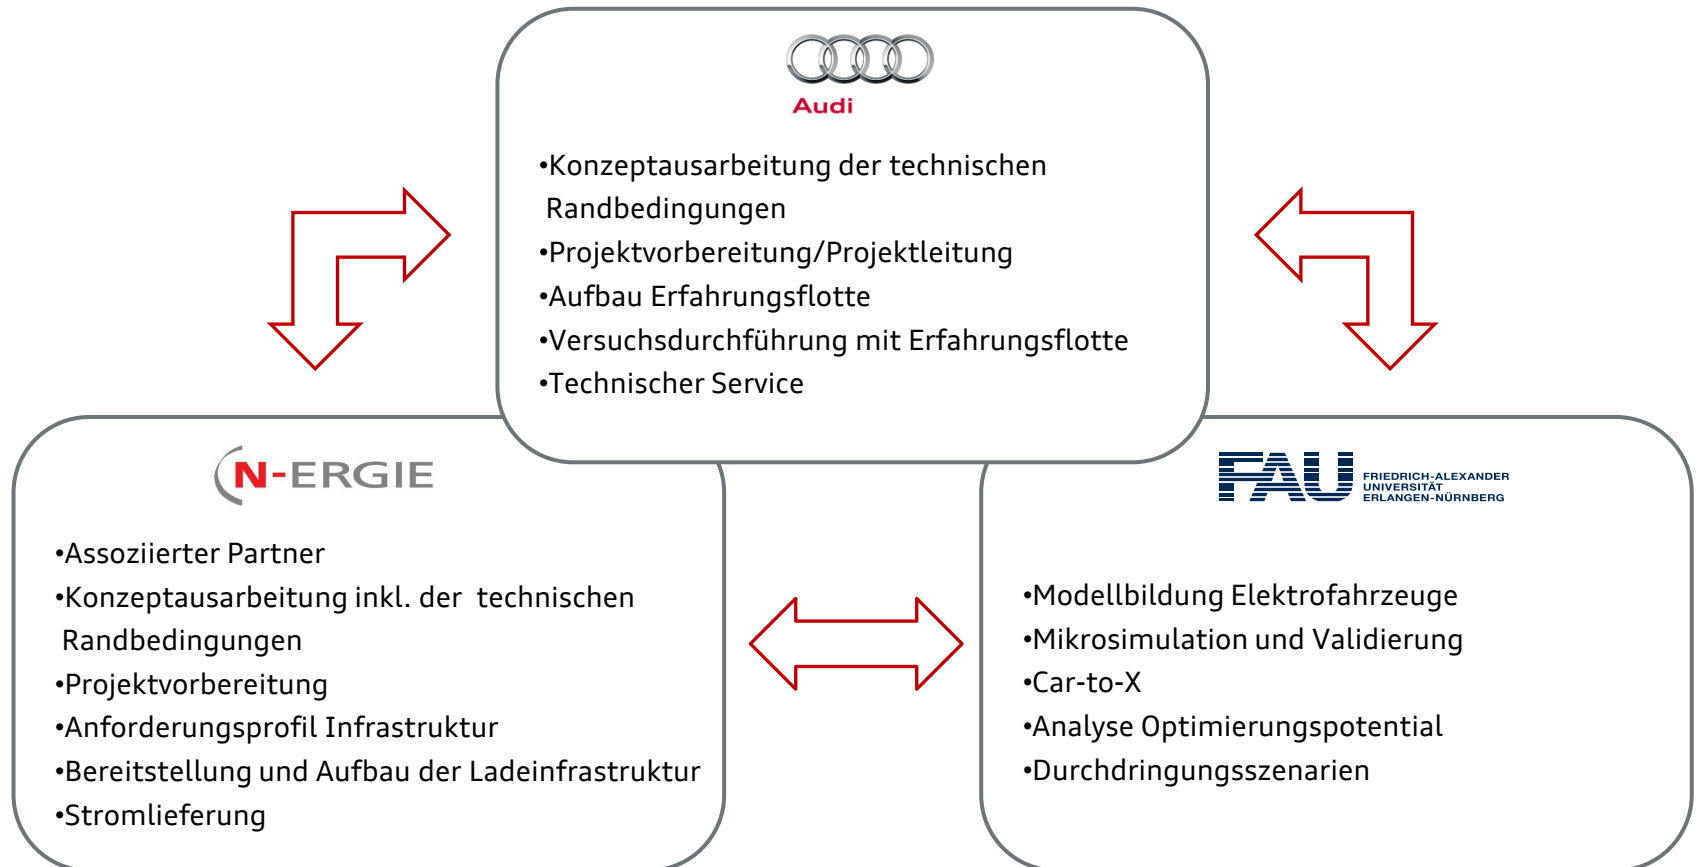 Audi
•Konzeptausarbeitung der technischen
Randbedingungen
•Projektvorbereitung/Projektleitung
•Aufbau Erfahrungsflotte
•Versuchsdurchführung mit Erfahrungsflotte
•Technischer Service
N-ERGIE
•Assoziierter Partner
•Konzeptausarbeitung inkl. der technischen
Randbedingungen
•Projektvorbereitung
•Anforderungsprofil Infrastruktur
•Bereitstellung und Aufbau der Ladeinfrastruktur
•Stromlieferung
FAU
FRIEDRICH-ALEXANDER
UNIVERSITÄT
ERLANGEN-NÜRNBERG
•Modellbildung Elektrofahrzeuge
•Mikrosimulation und Validierung
•Car-to-X
•Analyse Optimierungspotential
•Durchdringungsszenarien